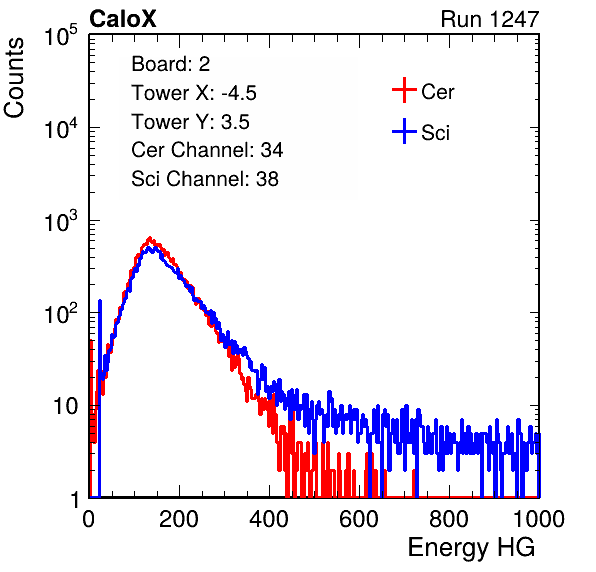 CaloX Run 1247
Counts
10^5
10^4
10^3
10^2
10
1
Board: 2
Tower X: -4.5
Tower Y: 3.5
Cer Channel: 34
Sci Channel: 38
Cer
Sci
0 200 400 600 800 1000
Energy HG